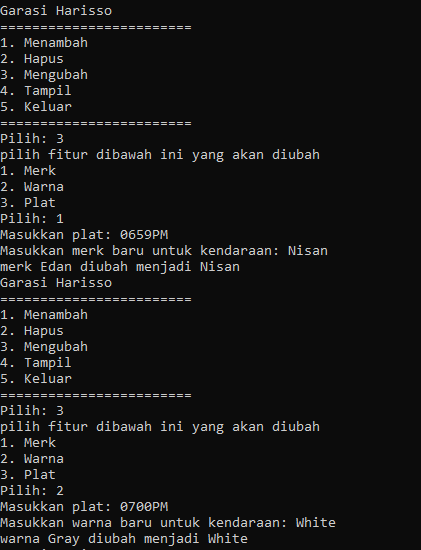 Garasi Harisso
========================
1. Menambah
2. Hapus
3. Mengubah
4. Tampil
5. Keluar
========================
Pilih: 3
pilih fitur dibawah ini yang akan diubah
1. Merk
2. Warna
3. Plat
Pilih: 1
Masukkan plat: 0659PM
Masukkan merk baru untuk kendaraan: Nisan
merk Edan diubah menjadi Nisan
Garasi Harisso
========================
1. Menambah
2. Hapus
3. Mengubah
4. Tampil
5. Keluar
========================
Pilih: 3
pilih fitur dibawah ini yang akan diubah
1. Merk
2. Warna
3. Plat
Pilih: 2
Masukkan plat: 0700PM
Masukkan warna baru untuk kendaraan: White
warna Gray diubah menjadi White